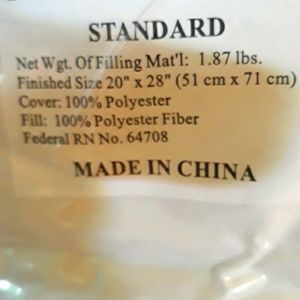 STANDARD
Net Wgt. Of Filling Mat'l: 1.87 lbs.
Finished Size 20" x 28" (51 cm x 71 cm)
Cover: 100% Polyester
Fill: 100% Polyester Fiber
Federal RN No. 64708
MADE IN CHINA